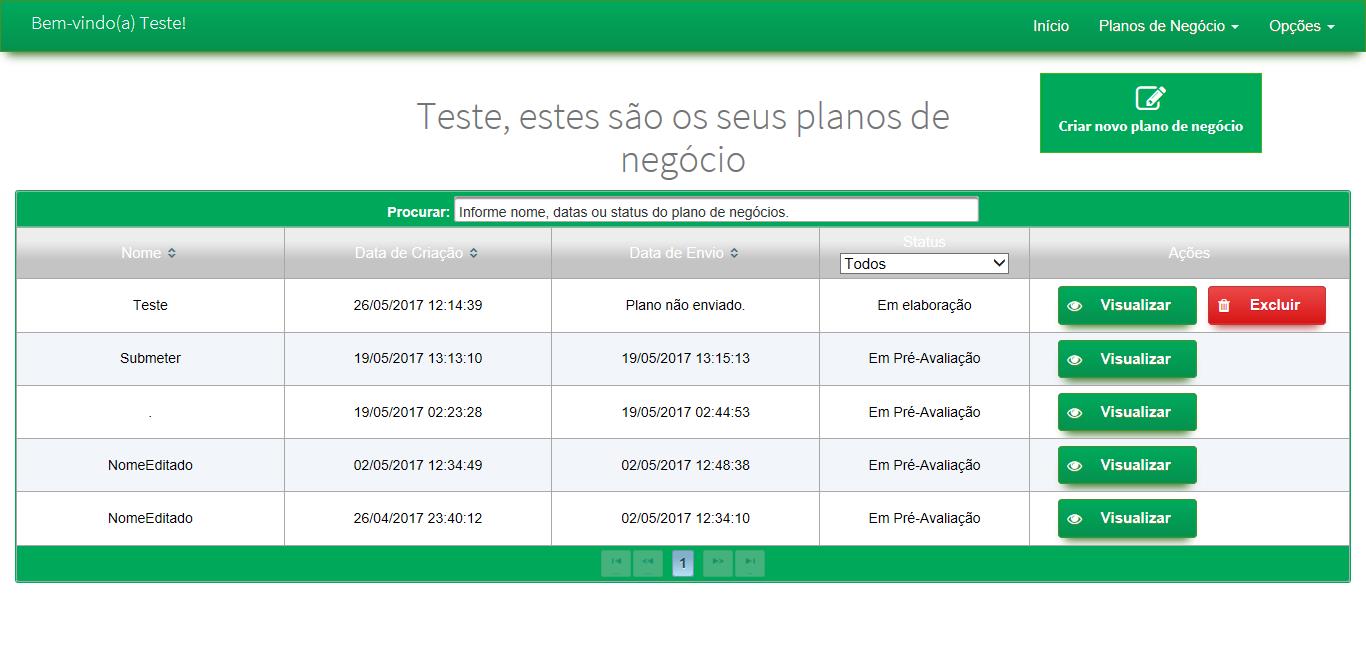 Bem-vindo(a) Teste!
Início Planos de Negócio Opções
Criar novo plano de negócio
Teste, estes são os seus planos de
negócio
Procurar: Informe nome, datas ou status do plano de negócios.
Nome Data de Criação Data de Envio Status Ações
Todos
Teste 26/05/2017 12:14:39 Plano não enviado. Em elaboração Visualizar Excluir
Submeter 19/05/2017 13:13:10 19/05/2017 13:15:13 Em Pré-Avaliação Visualizar
. 19/05/2017 02:23:28 19/05/2017 02:44:53 Em Pré-Avaliação Visualizar
NomeEditado 02/05/2017 12:34:49 02/05/2017 12:48:38 Em Pré-Avaliação Visualizar
NomeEditado 26/04/2017 23:40:12 02/05/2017 12:34:10 Em Pré-Avaliação Visualizar
1